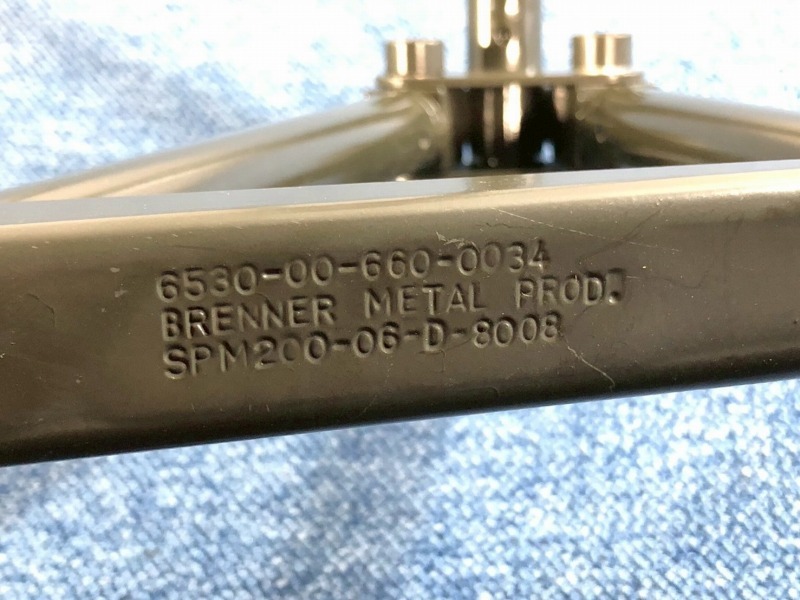 6530-00-660-0034
BRENNER METAL PROD.
SPM200-06-D-8008